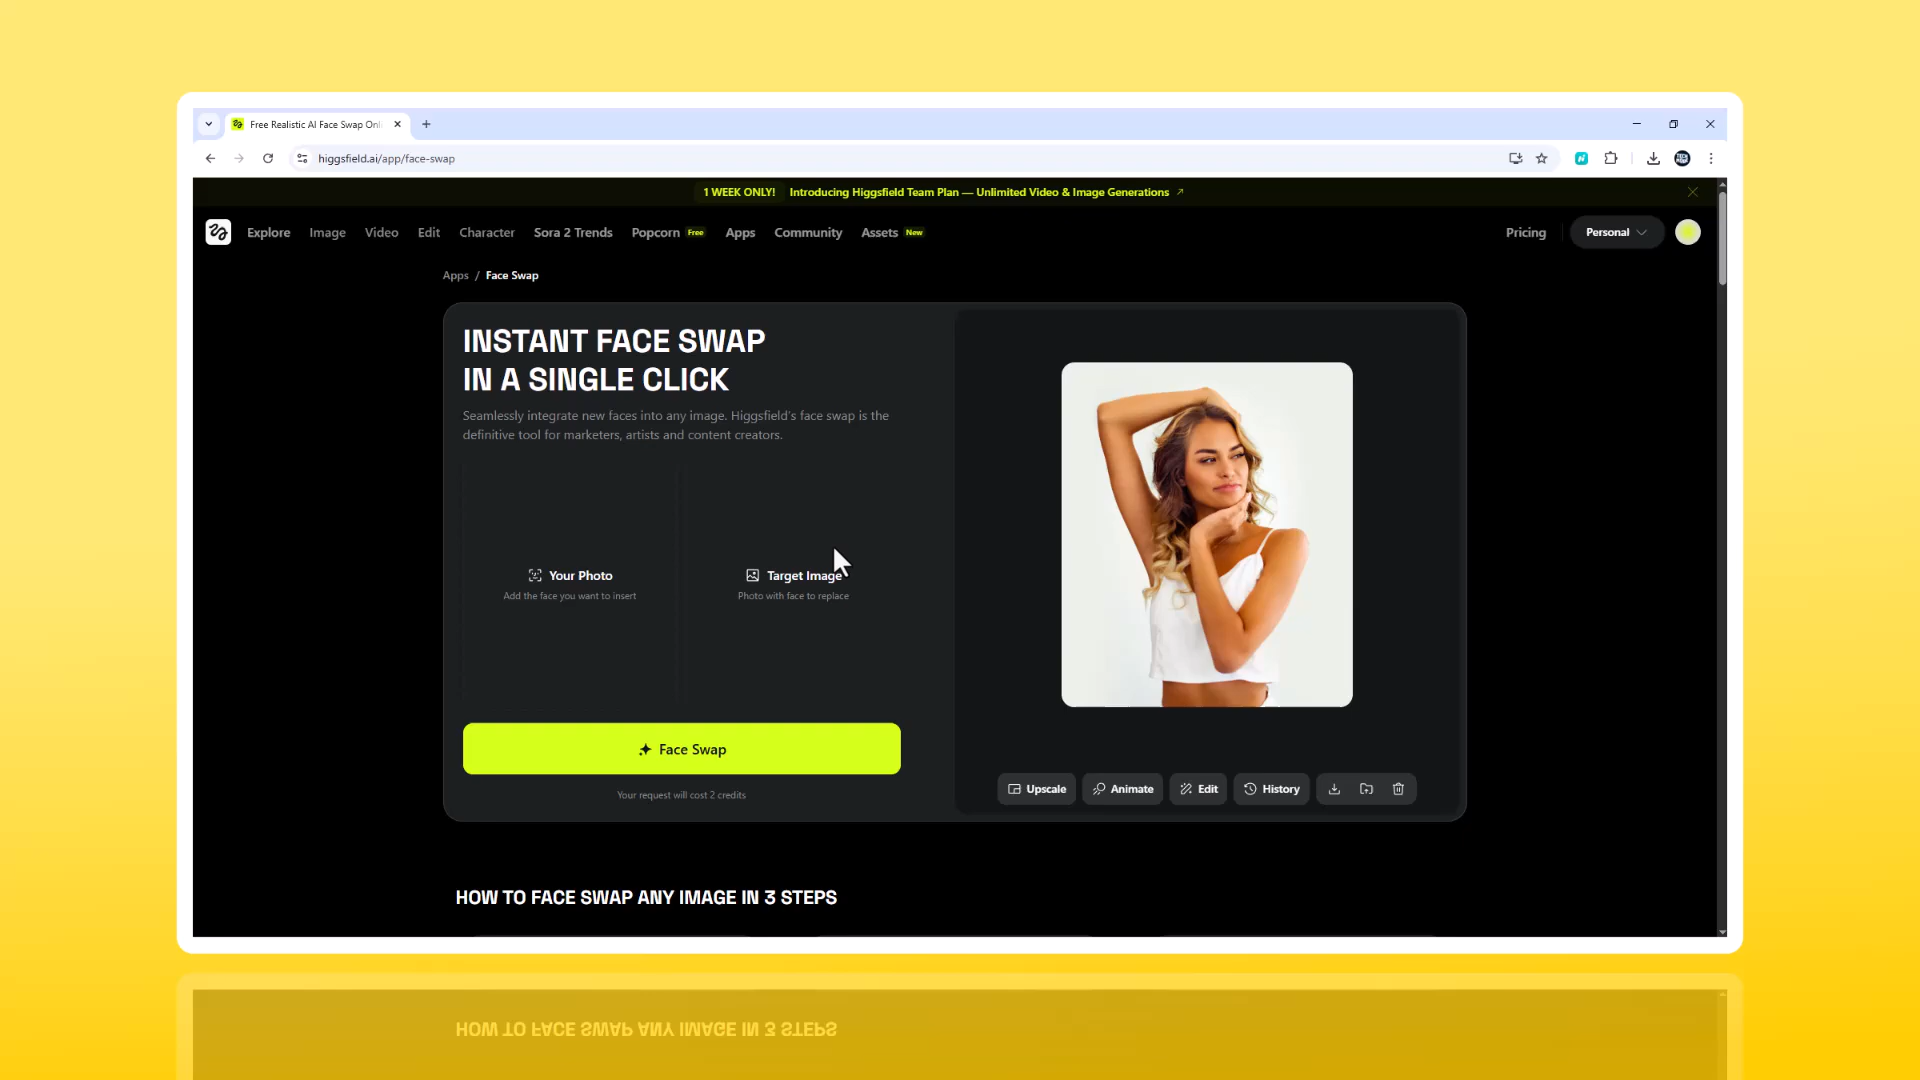 Free Realistic AI Face Swap Onl
higgsfield.ai/app/face-swap
1 WEEK ONLY! Introducing Higgsfield Team Plan — Unlimited Video & Image Generations ↗
Explore Image Video Edit Character Sora 2 Trends Popcorn Free Apps Community Assets New Pricing Personal
Apps / Face Swap
INSTANT FACE SWAP
IN A SINGLE CLICK
Seamlessly integrate new faces into any image. Higgsfield's face swap is the
definitive tool for marketers, artists and content creators.
Your Photo
Add the face you want to insert
Target Image
Photo with face to replace
Face Swap
Your request will cost 2 credits
Upscale Animate Edit History
HOW TO FACE SWAP ANY IMAGE IN 3 STEPS
HOW TO FACE SWAP ANY IMAGE IN 3 STEPS